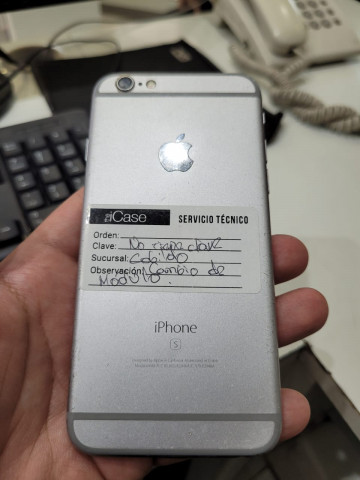 iCase SERVICIO TÉCNICO
Orden:
Clave: No tiene clave
Sucursal: Cabildo
Observación: Cambio de
MODULO.
iPhone
S